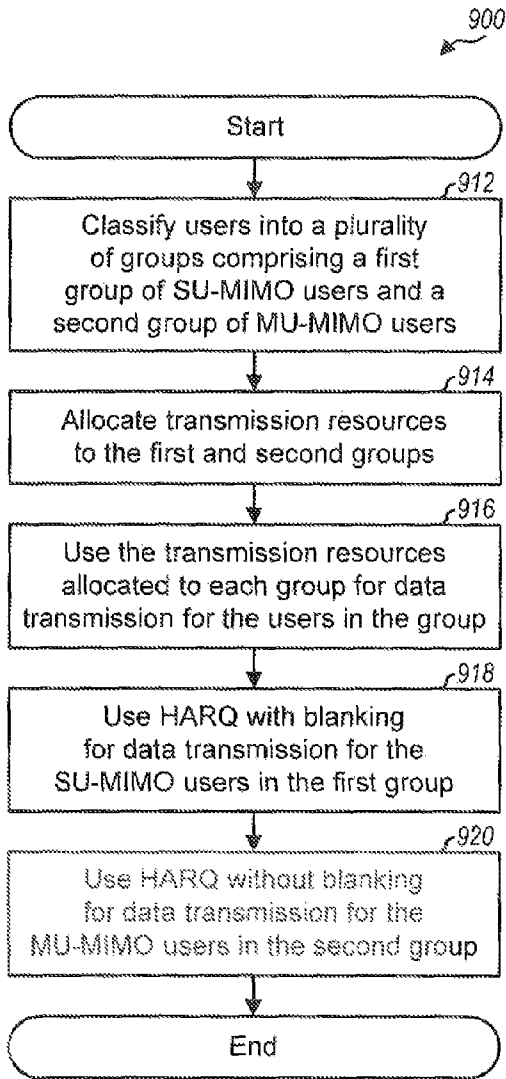 900
Start
912
Classify users into a plurality
of groups comprising a first
group of SU-MIMO users and a
second group of MU-MIMO users
914
Allocate transmission resources
to the first and second groups
916
Use the transmission resources
allocated to each group for data
transmission for the users in the group
918
Use HARQ with blanking
for data transmission for the
SU-MIMO users in the first group
920
Use HARQ without blanking
for data transmission for the
MU-MIMO users in the second group
End